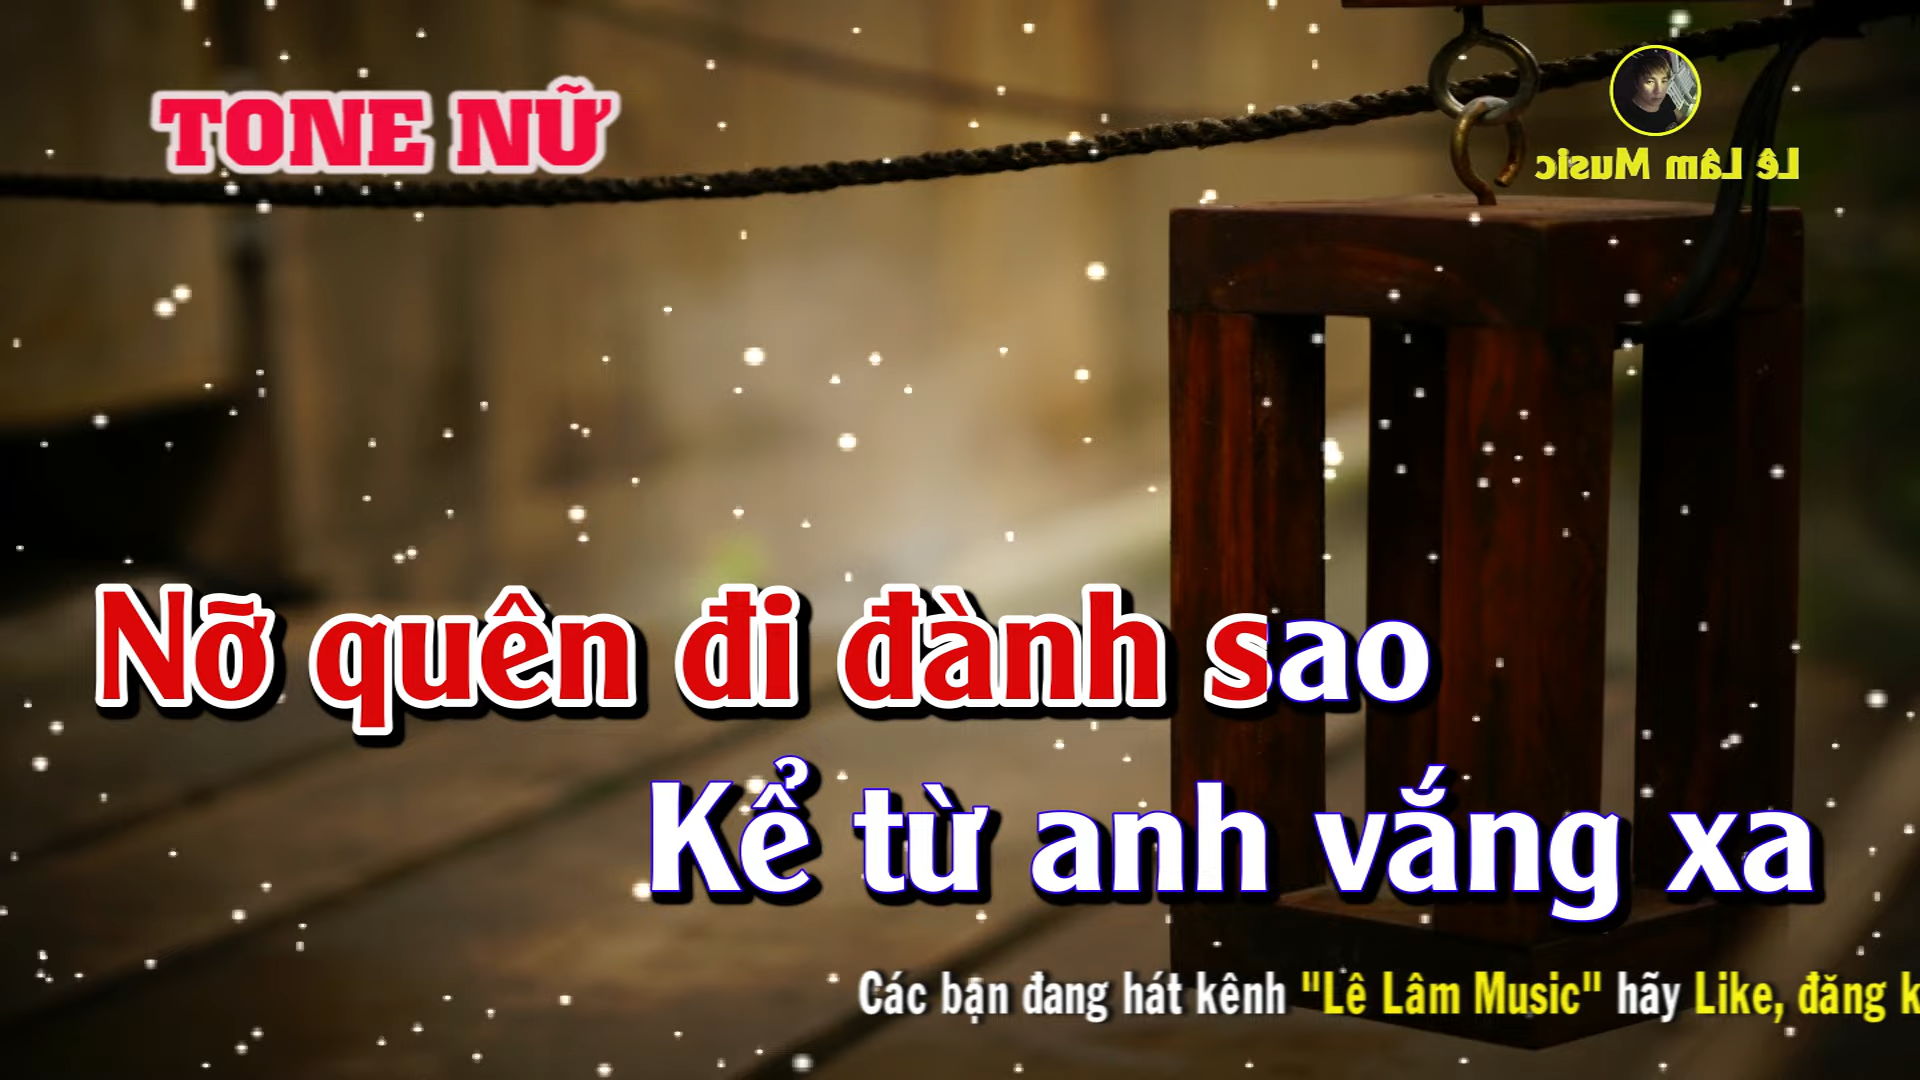 TONE NỮ
Lê Lâm Music
Nỡ quên đi đành sao
Kể từ anh vắng xa
Các bạn đang hát kênh "Lê Lâm Music" hãy Like, đăng k